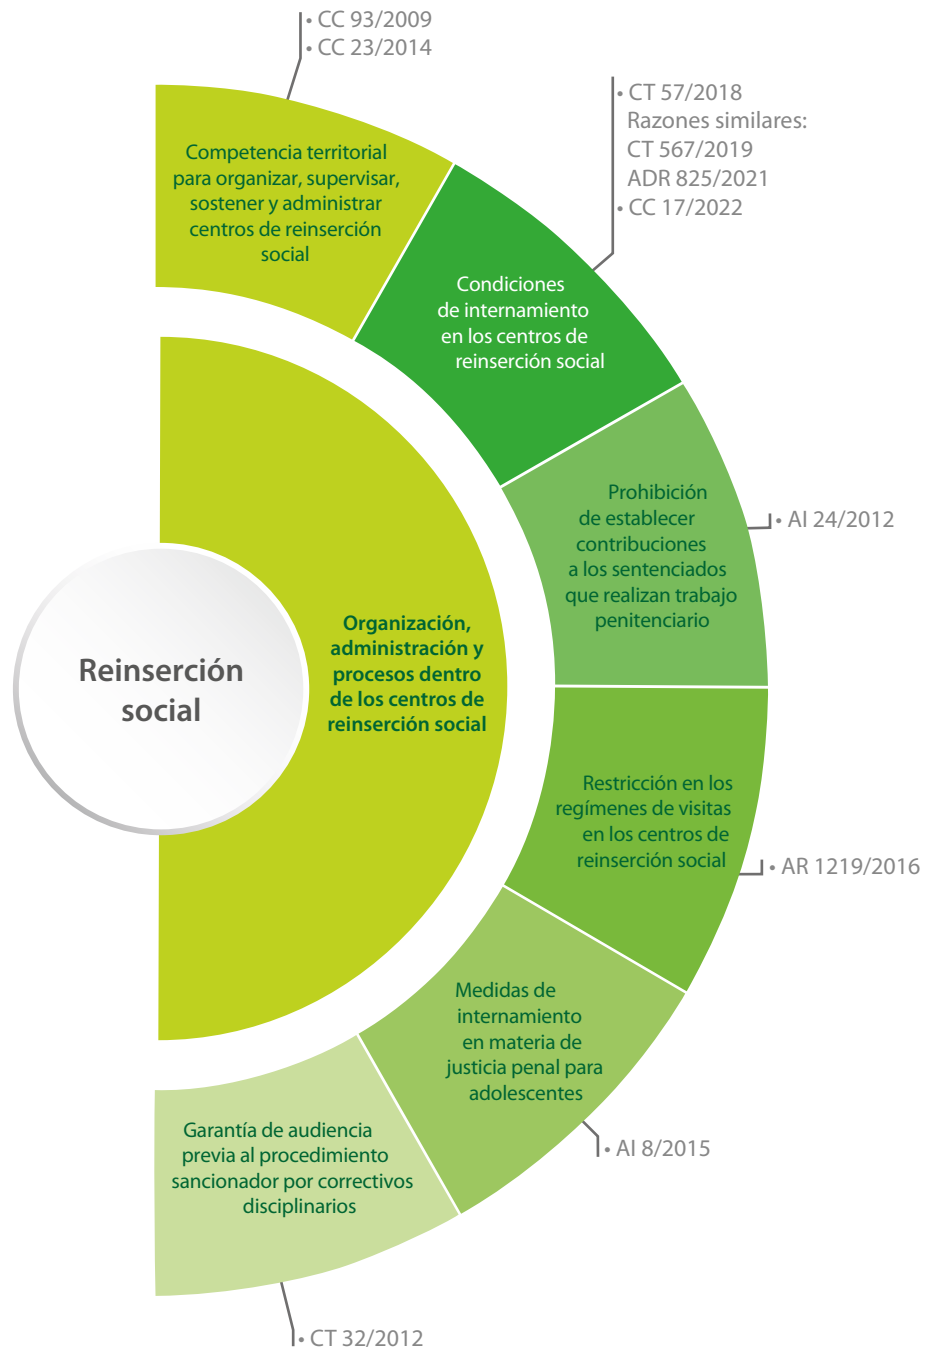 • CC 93/2009
• CC 23/2014
• CT 57/2018
Razones similares:
CT 567/2019
ADR 825/2021
• CC 17/2022
Competencia territorial
para organizar, supervisar,
sostener y administrar
centros de reinserción
social
Condiciones
de internamiento
en los centros de
reinserción social
Prohibición
de establecer
contribuciones
a los sentenciados
que realizan trabajo
penitenciario
• AI 24/2012
Reinserción
social
Organización,
administración y
procesos dentro
de los centros de
reinserción social
Restricción en los
regímenes de visitas
en los centros de
reinserción social
• AR 1219/2016
Medidas de
internamiento
en materia de
justicia penal para
adolescentes
• AI 8/2015
Garantía de audiencia
previa al procedimiento
sancionador por correctivos
disciplinarios
• CT 32/2012